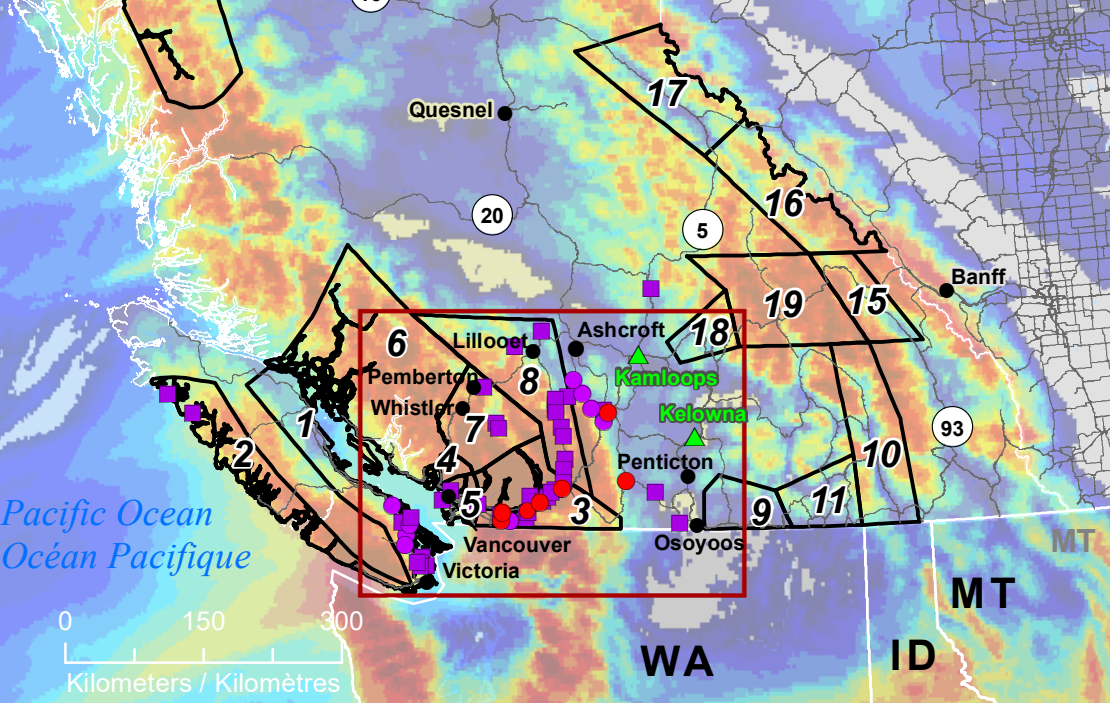 17
Quesnel
16
20
5
Banff
19
15
18
6
Lillooet
Ashcroft
8
Kamloops
Pemberton
Whistler
7
Kelowna
1
2
4
93
10
Penticton
5
3
9
11
Pacific Ocean
Océan Pacifique
Vancouver
Osoyoos
MT
Victoria
MT
0 150 300
WA
ID
Kilometers / Kilomètres